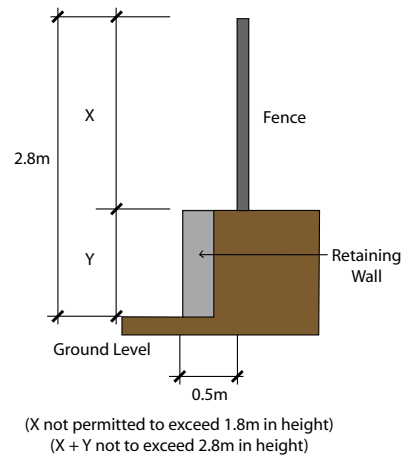 X
Fence
2.8m
Y
Retaining
Wall
Ground Level
0.5m
(X not permitted to exceed 1.8m in height)
(X + Y not to exceed 2.8m in height)